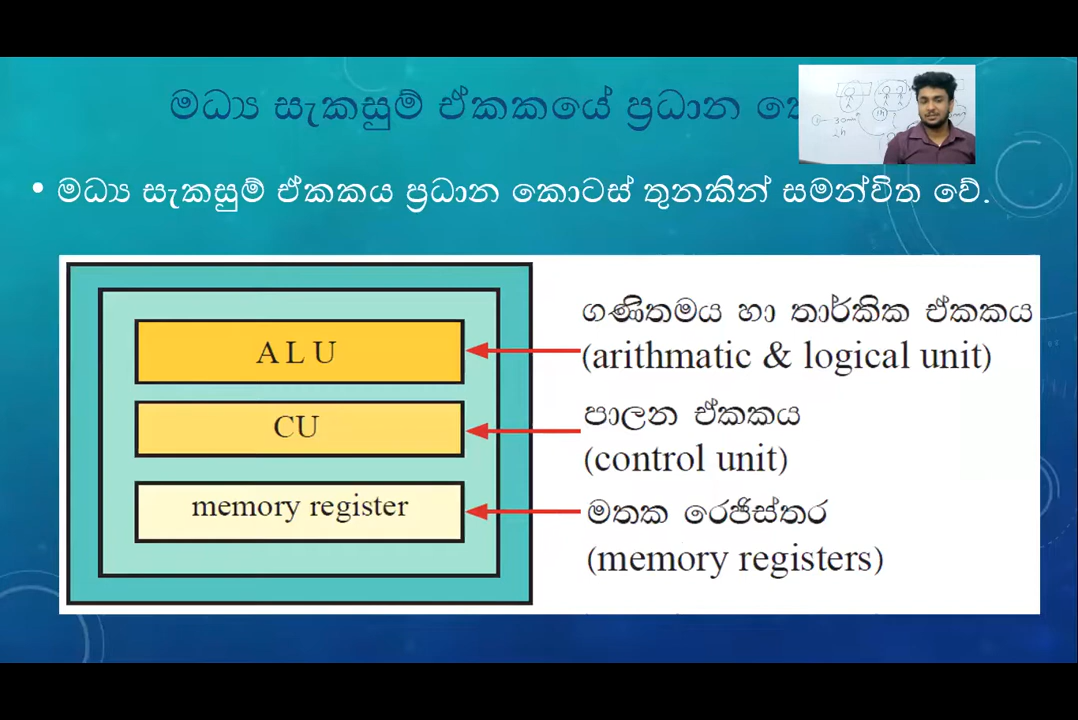 මධ්‍ය සැකසුම් ඒකකයේ ප්‍රධාන
• මධ්‍ය සැකසුම් ඒකකය ප්‍රධාන කොටස් තුනකින් සමන්විත වේ.
A L U
ගණිතමය හා තාර්කික ඒකකය
(arithmatic & logical unit)
CU
පාලන ඒකකය
(control unit)
memory register
මතක රෙජිස්තර
(memory registers)